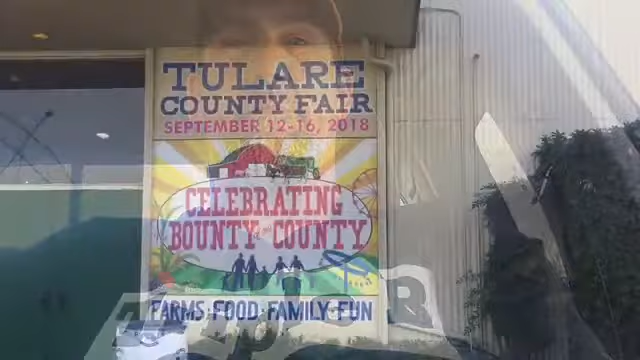 TULARE
COUNTY FAIR
SEPTEMBER 12-16, 2018
CELEBRATING
BOUNTY COUNTY
FARMS·FOOD·FAMILY·FUN